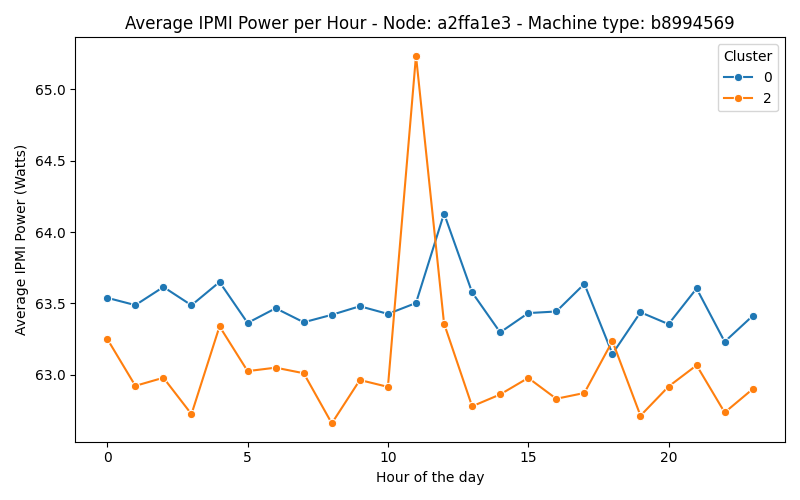 Average IPMI Power per Hour - Node: a2ffa1e3 - Machine type: b8994569
Cluster
0
2
Average IPMI Power (Watts)
65.0
64.5
64.0
63.5
63.0
0 5 10 15 20
Hour of the day